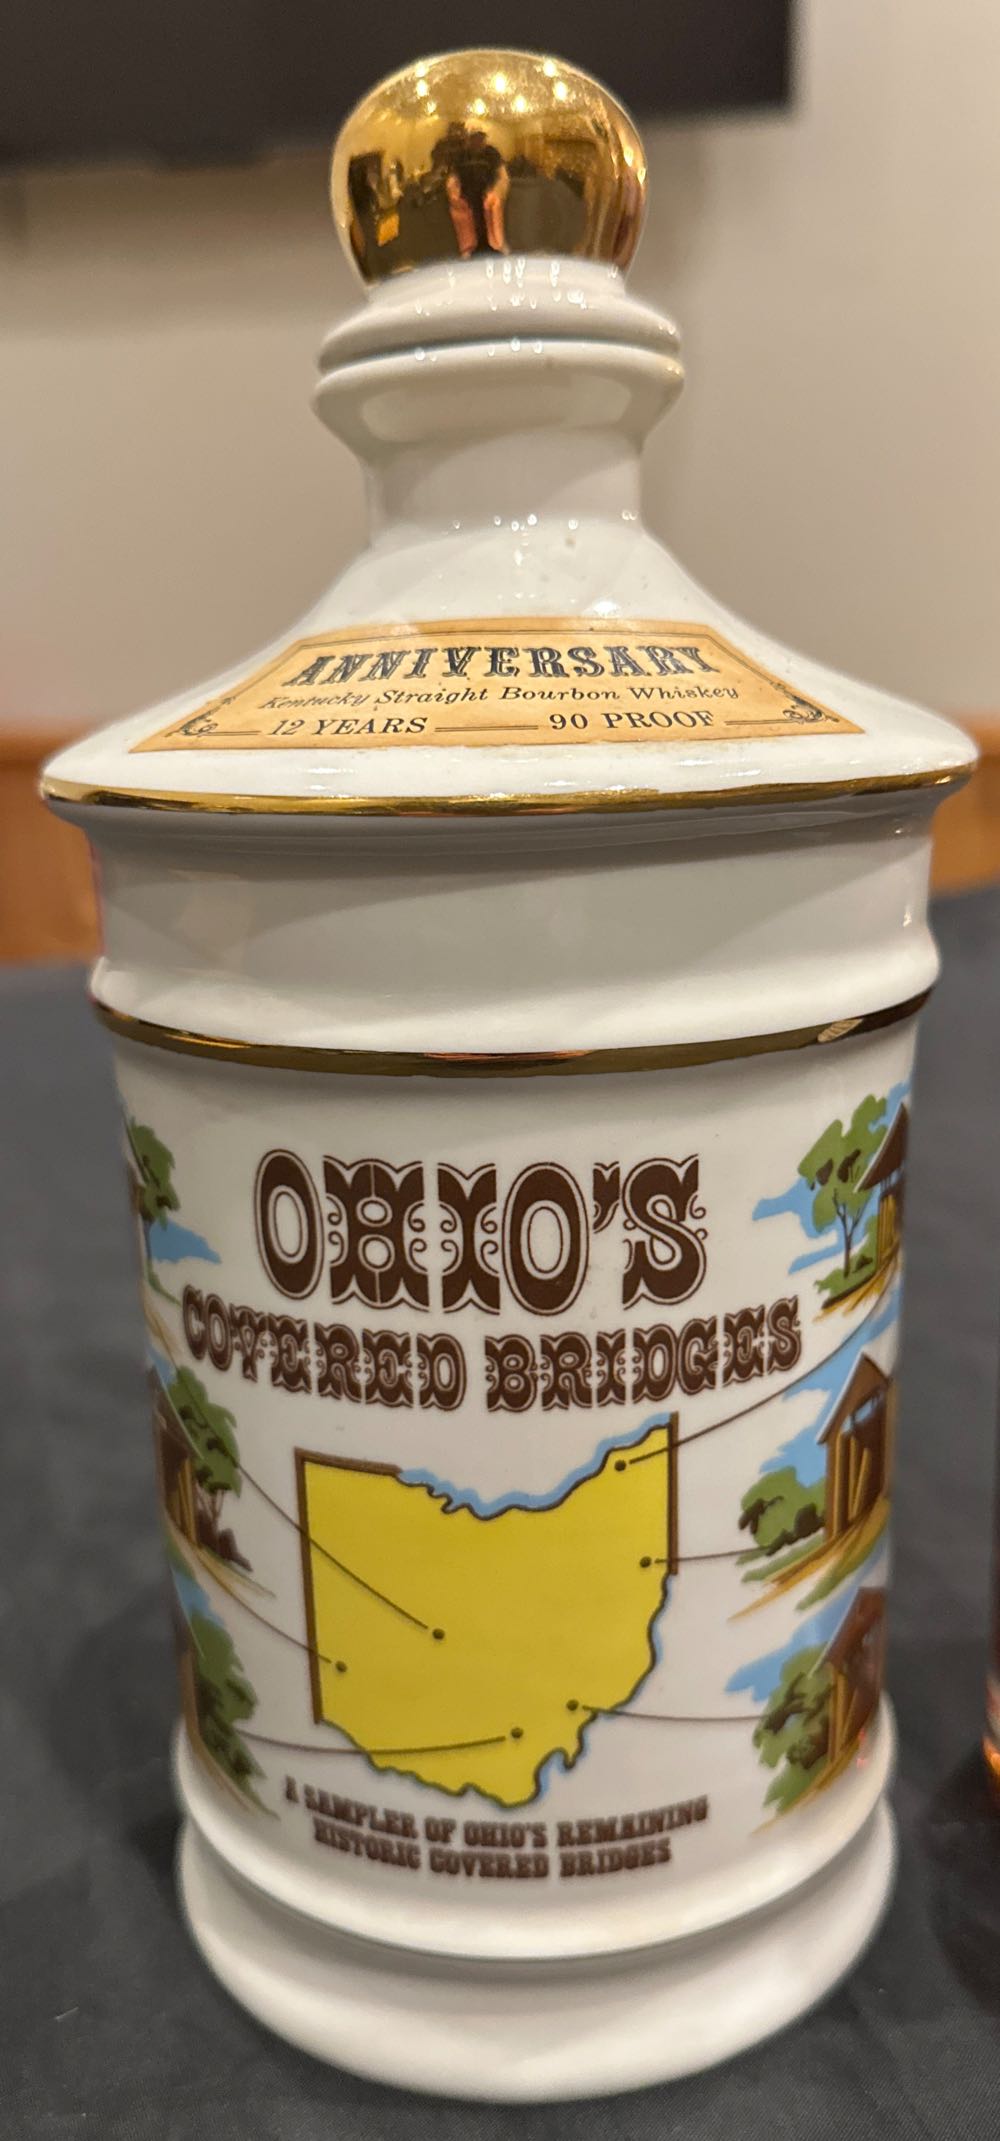 ANNIVERSARY
Kentucky Straight Bourbon Whiskey
12 YEARS 90 PROOF
OHIO'S
COVERED BRIDGES
A SAMPLER OF OHIO'S REMAINING
HISTORIC COVERED BRIDGES